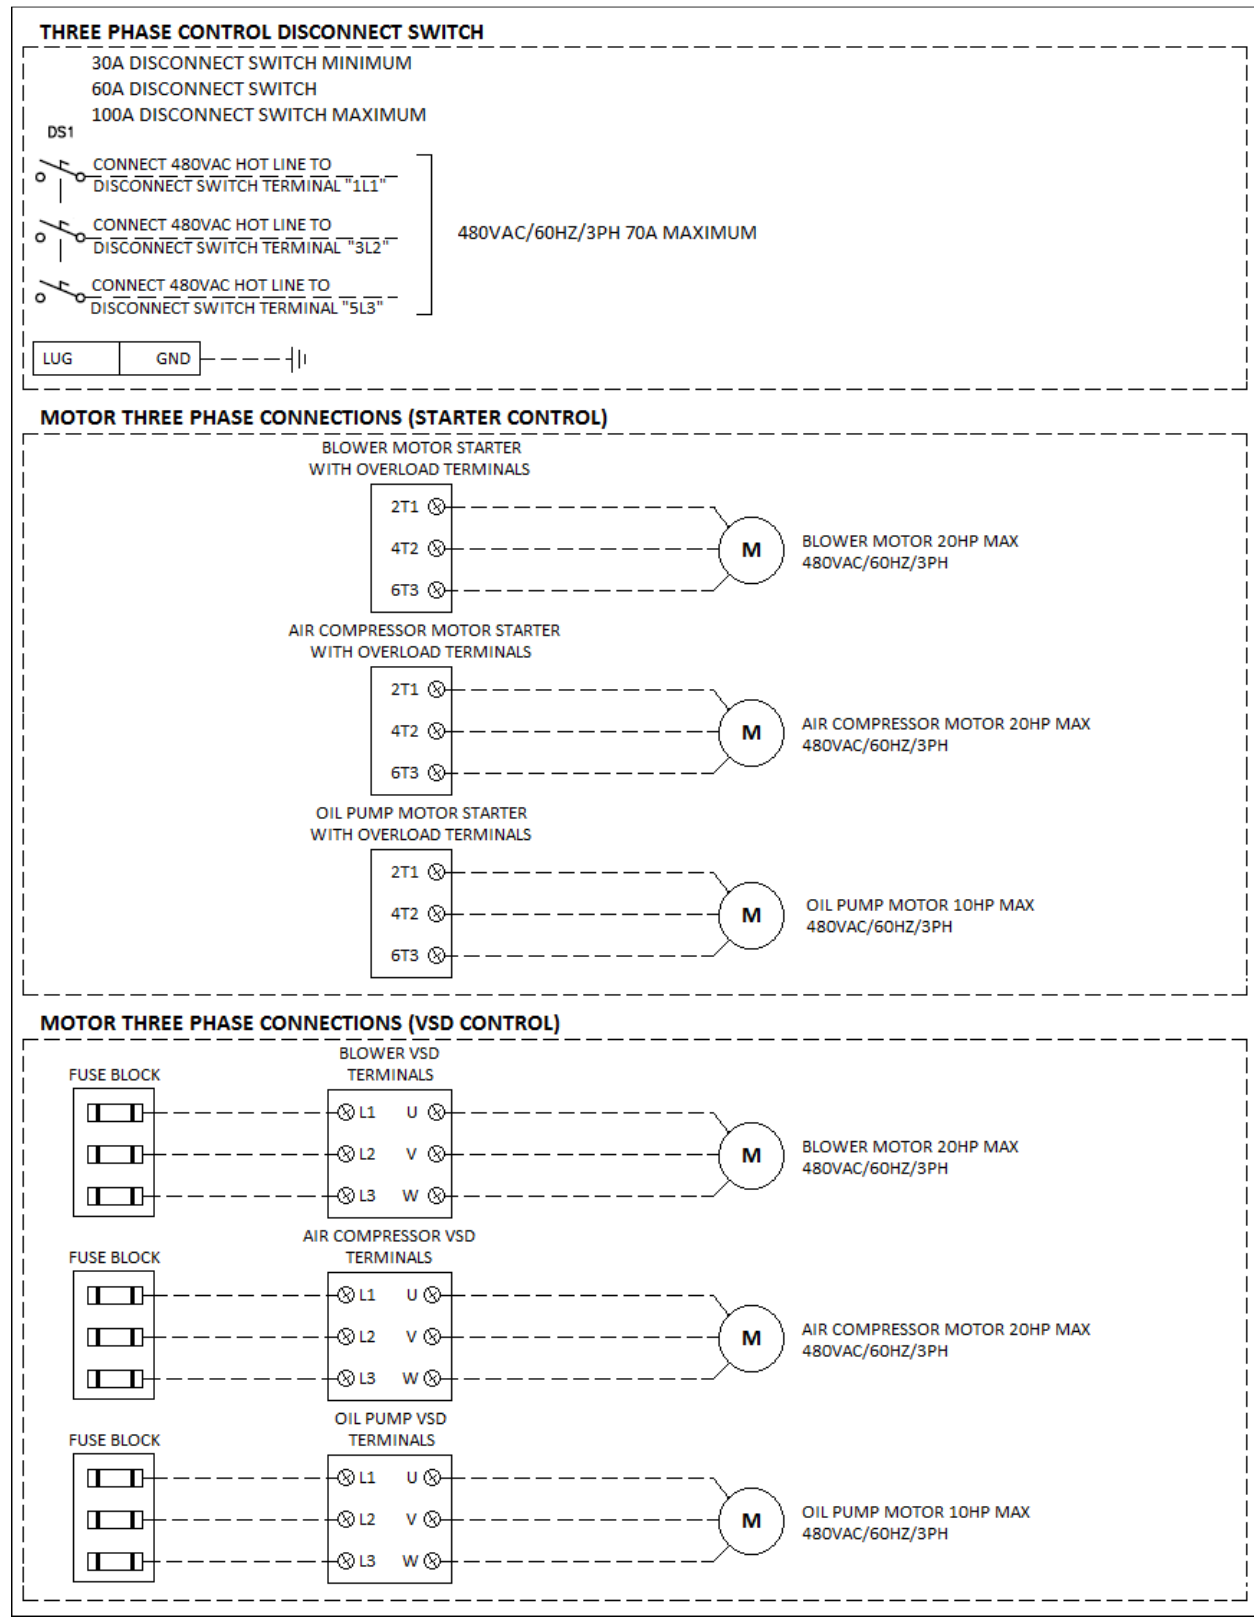 THREE PHASE CONTROL DISCONNECT SWITCH
30A DISCONNECT SWITCH MINIMUM
60A DISCONNECT SWITCH
100A DISCONNECT SWITCH MAXIMUM
DS1
CONNECT 480VAC HOT LINE TO
DISCONNECT SWITCH TERMINAL "1L1"
CONNECT 480VAC HOT LINE TO
DISCONNECT SWITCH TERMINAL "3L2"
480VAC/60HZ/3PH 70A MAXIMUM
CONNECT 480VAC HOT LINE TO
DISCONNECT SWITCH TERMINAL "5L3"
LUG GND
MOTOR THREE PHASE CONNECTIONS (STARTER CONTROL)
BLOWER MOTOR STARTER
WITH OVERLOAD TERMINALS
2T1
4T2
6T3
M
BLOWER MOTOR 20HP MAX
480VAC/60HZ/3PH
AIR COMPRESSOR MOTOR STARTER
WITH OVERLOAD TERMINALS
2T1
4T2
6T3
M
AIR COMPRESSOR MOTOR 20HP MAX
480VAC/60HZ/3PH
OIL PUMP MOTOR STARTER
WITH OVERLOAD TERMINALS
2T1
4T2
6T3
M
OIL PUMP MOTOR 10HP MAX
480VAC/60HZ/3PH
MOTOR THREE PHASE CONNECTIONS (VSD CONTROL)
FUSE BLOCK
BLOWER VSD
TERMINALS
L1 U
L2 V
L3 W
M
BLOWER MOTOR 20HP MAX
480VAC/60HZ/3PH
FUSE BLOCK
AIR COMPRESSOR VSD
TERMINALS
L1 U
L2 V
L3 W
M
AIR COMPRESSOR MOTOR 20HP MAX
480VAC/60HZ/3PH
FUSE BLOCK
OIL PUMP VSD
TERMINALS
L1 U
L2 V
L3 W
M
OIL PUMP MOTOR 10HP MAX
480VAC/60HZ/3PH